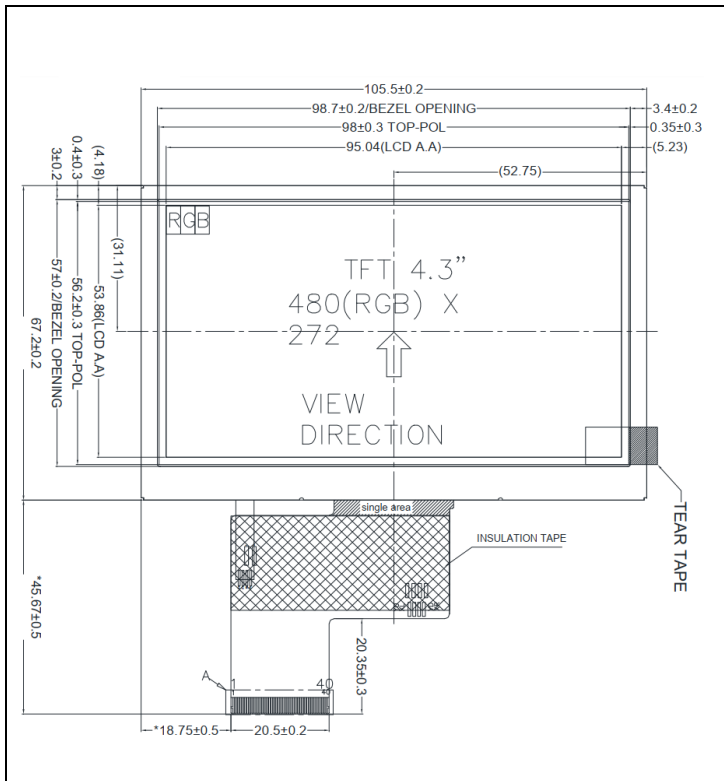 105.5±0.2
98.7±0.2/BEZEL OPENING
3.4±0.2
98±0.3 TOP-POL
0.35±0.3
95.04(LCD A.A)
(5.23)
(52.75)
3±0.2
0.4±0.3
(4.18)
(31.11)
RGB
TFT 4.3”
480(RGB) X
272
VIEW
DIRECTION
67.2±0.2
57±0.2/BEZEL OPENING
56.2±0.3 TOP-POL
53.86(LCD A.A)
TEAR TAPE
single area
INSULATION TAPE
*45.67±0.5
20.35±0.3
A
1
40
*18.75±0.5
20.5±0.2